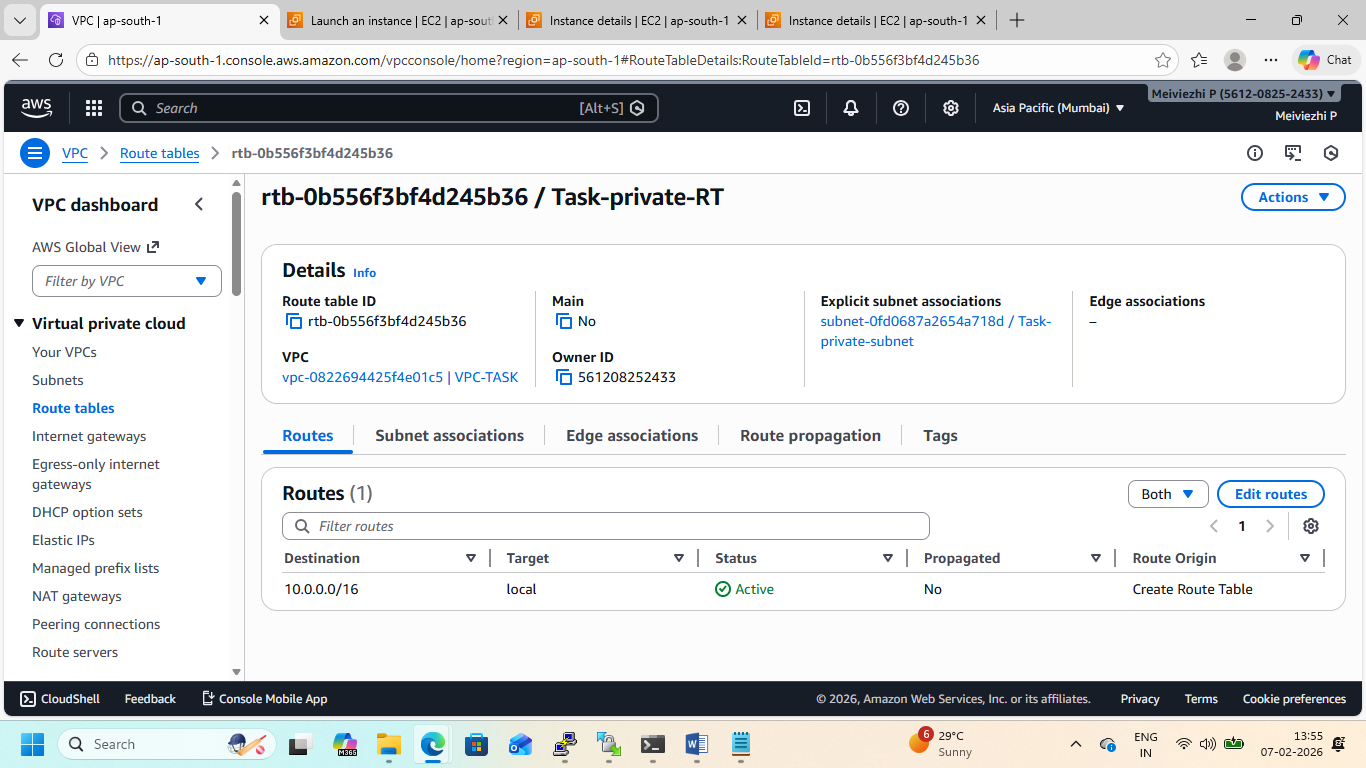 VPC | ap-south-1
Launch an instance | EC2 | ap-sout
Instance details | EC2 | ap-south-1
Instance details | EC2 | ap-south-1
https://ap-south-1.console.aws.amazon.com/vpcconsole/home?region=ap-south-1#RouteTableDetails:RouteTableId=rtb-0b556f3bf4d245b36
Chat
aws
Search
[Alt+S]
Asia Pacific (Mumbai)
Meiviezhi P (5612-0825-2433)
Meiviezhi P
VPC
Route tables
rtb-0b556f3bf4d245b36
VPC dashboard
AWS Global View
Filter by VPC
Virtual private cloud
Your VPCs
Subnets
Route tables
Internet gateways
Egress-only internet
gateways
DHCP option sets
Elastic IPs
Managed prefix lists
NAT gateways
Peering connections
Route servers
rtb-0b556f3bf4d245b36 / Task-private-RT
Actions
Details Info
Route table ID
rtb-0b556f3bf4d245b36
Main
No
Explicit subnet associations
subnet-0fd0687a2654a718d / Task-
private-subnet
Edge associations
–
VPC
vpc-0822694425f4e01c5 | VPC-TASK
Owner ID
561208252433
Routes
Subnet associations
Edge associations
Route propagation
Tags
Routes (1)
Both
Edit routes
Filter routes
1
Destination
Target
Status
Propagated
Route Origin
10.0.0.0/16
local
Active
No
Create Route Table
CloudShell
Feedback
Console Mobile App
© 2026, Amazon Web Services, Inc. or its affiliates.
Privacy
Terms
Cookie preferences
Search
M365
6
29°C
Sunny
ENG
IN
13:55
07-02-2026